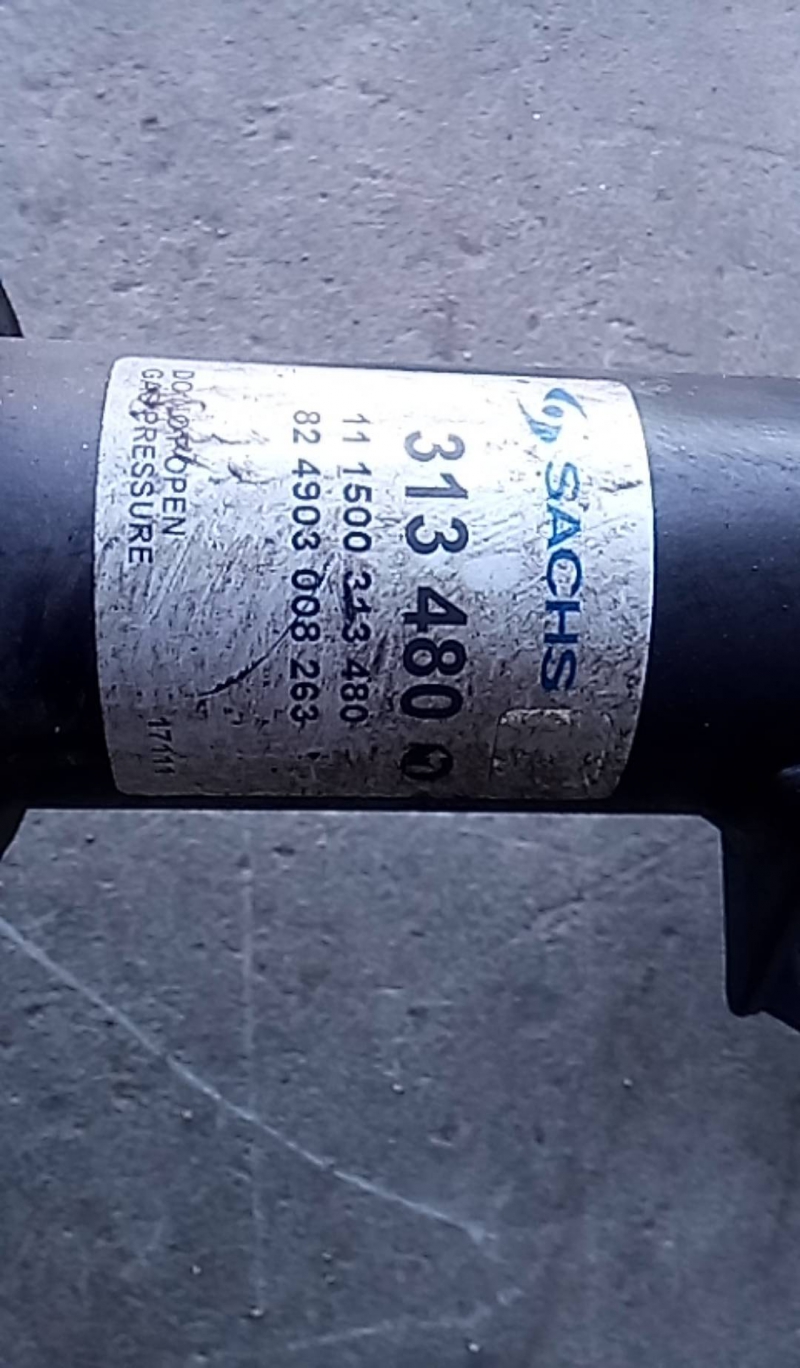 SACHS
313 480
11 1500 313 480
82 4903 008 263
DO NOT OPEN
GAS PRESSURE
17111